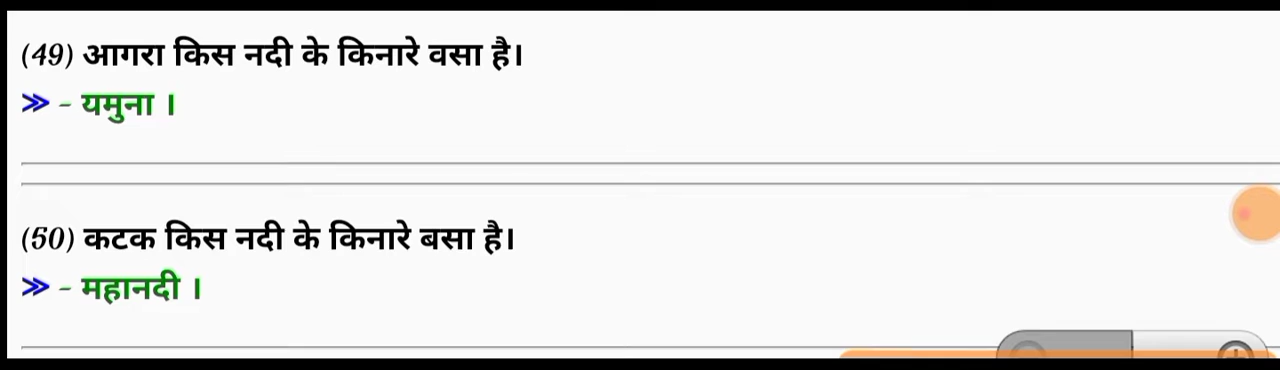 (49) आगरा किस नदी के किनारे वसा है।
≫ - यमुना ।
(50) कटक किस नदी के किनारे बसा है।
≫ - महानदी ।